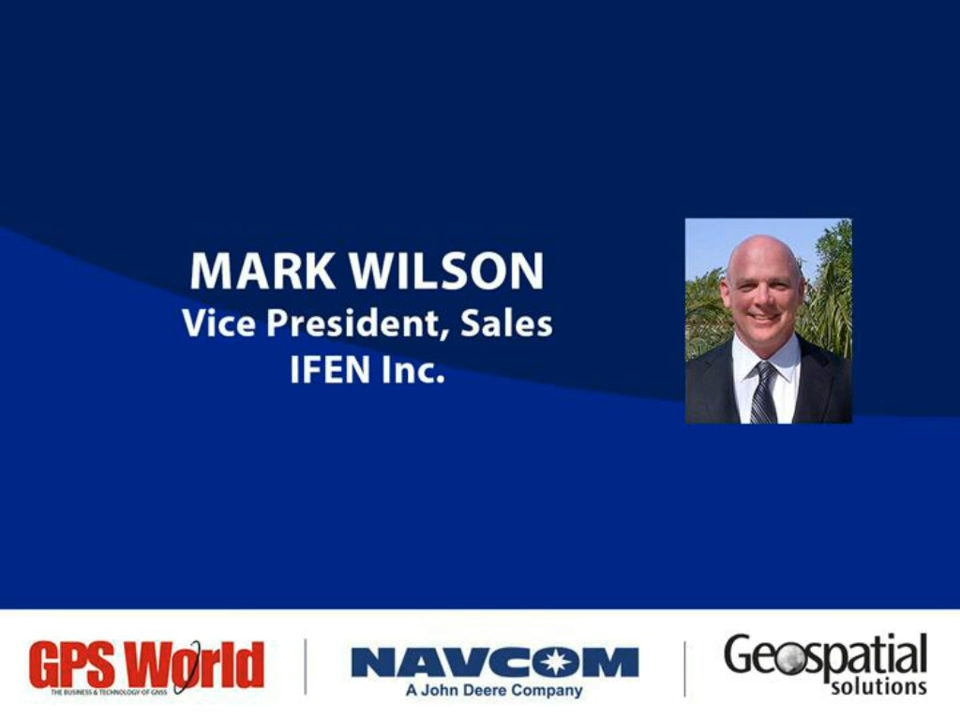 MARK WILSON
Vice President, Sales
IFEN Inc.
GPS World
THE BUSINESS & TECHNOLOGY OF GNSS
NAVCOM
A John Deere Company
Geospatial
solutions